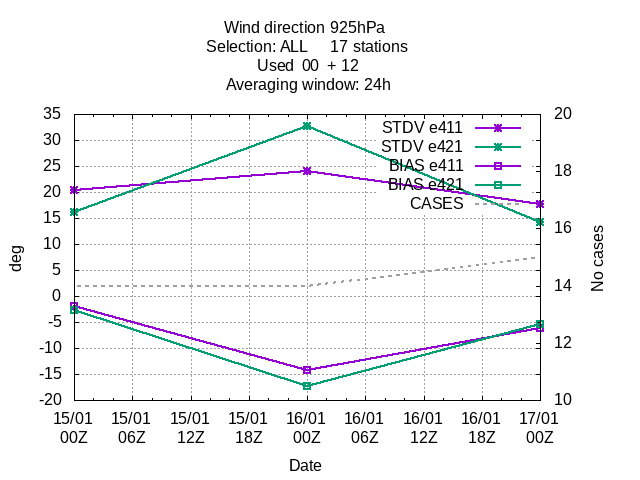 Wind direction 925hPa
Selection: ALL 17 stations
Used 00 + 12
Averaging window: 24h
35
30
25
20
15
10
5
0
-5
-10
-15
-20
deg
20
18
16
14
12
10
No cases
STDV e411
STDV e421
BIAS e411
BIAS e421
CASES
15/01 15/01 15/01 15/01 16/01 16/01 16/01 16/01 17/01
00Z 06Z 12Z 18Z 00Z 06Z 12Z 18Z 00Z
Date